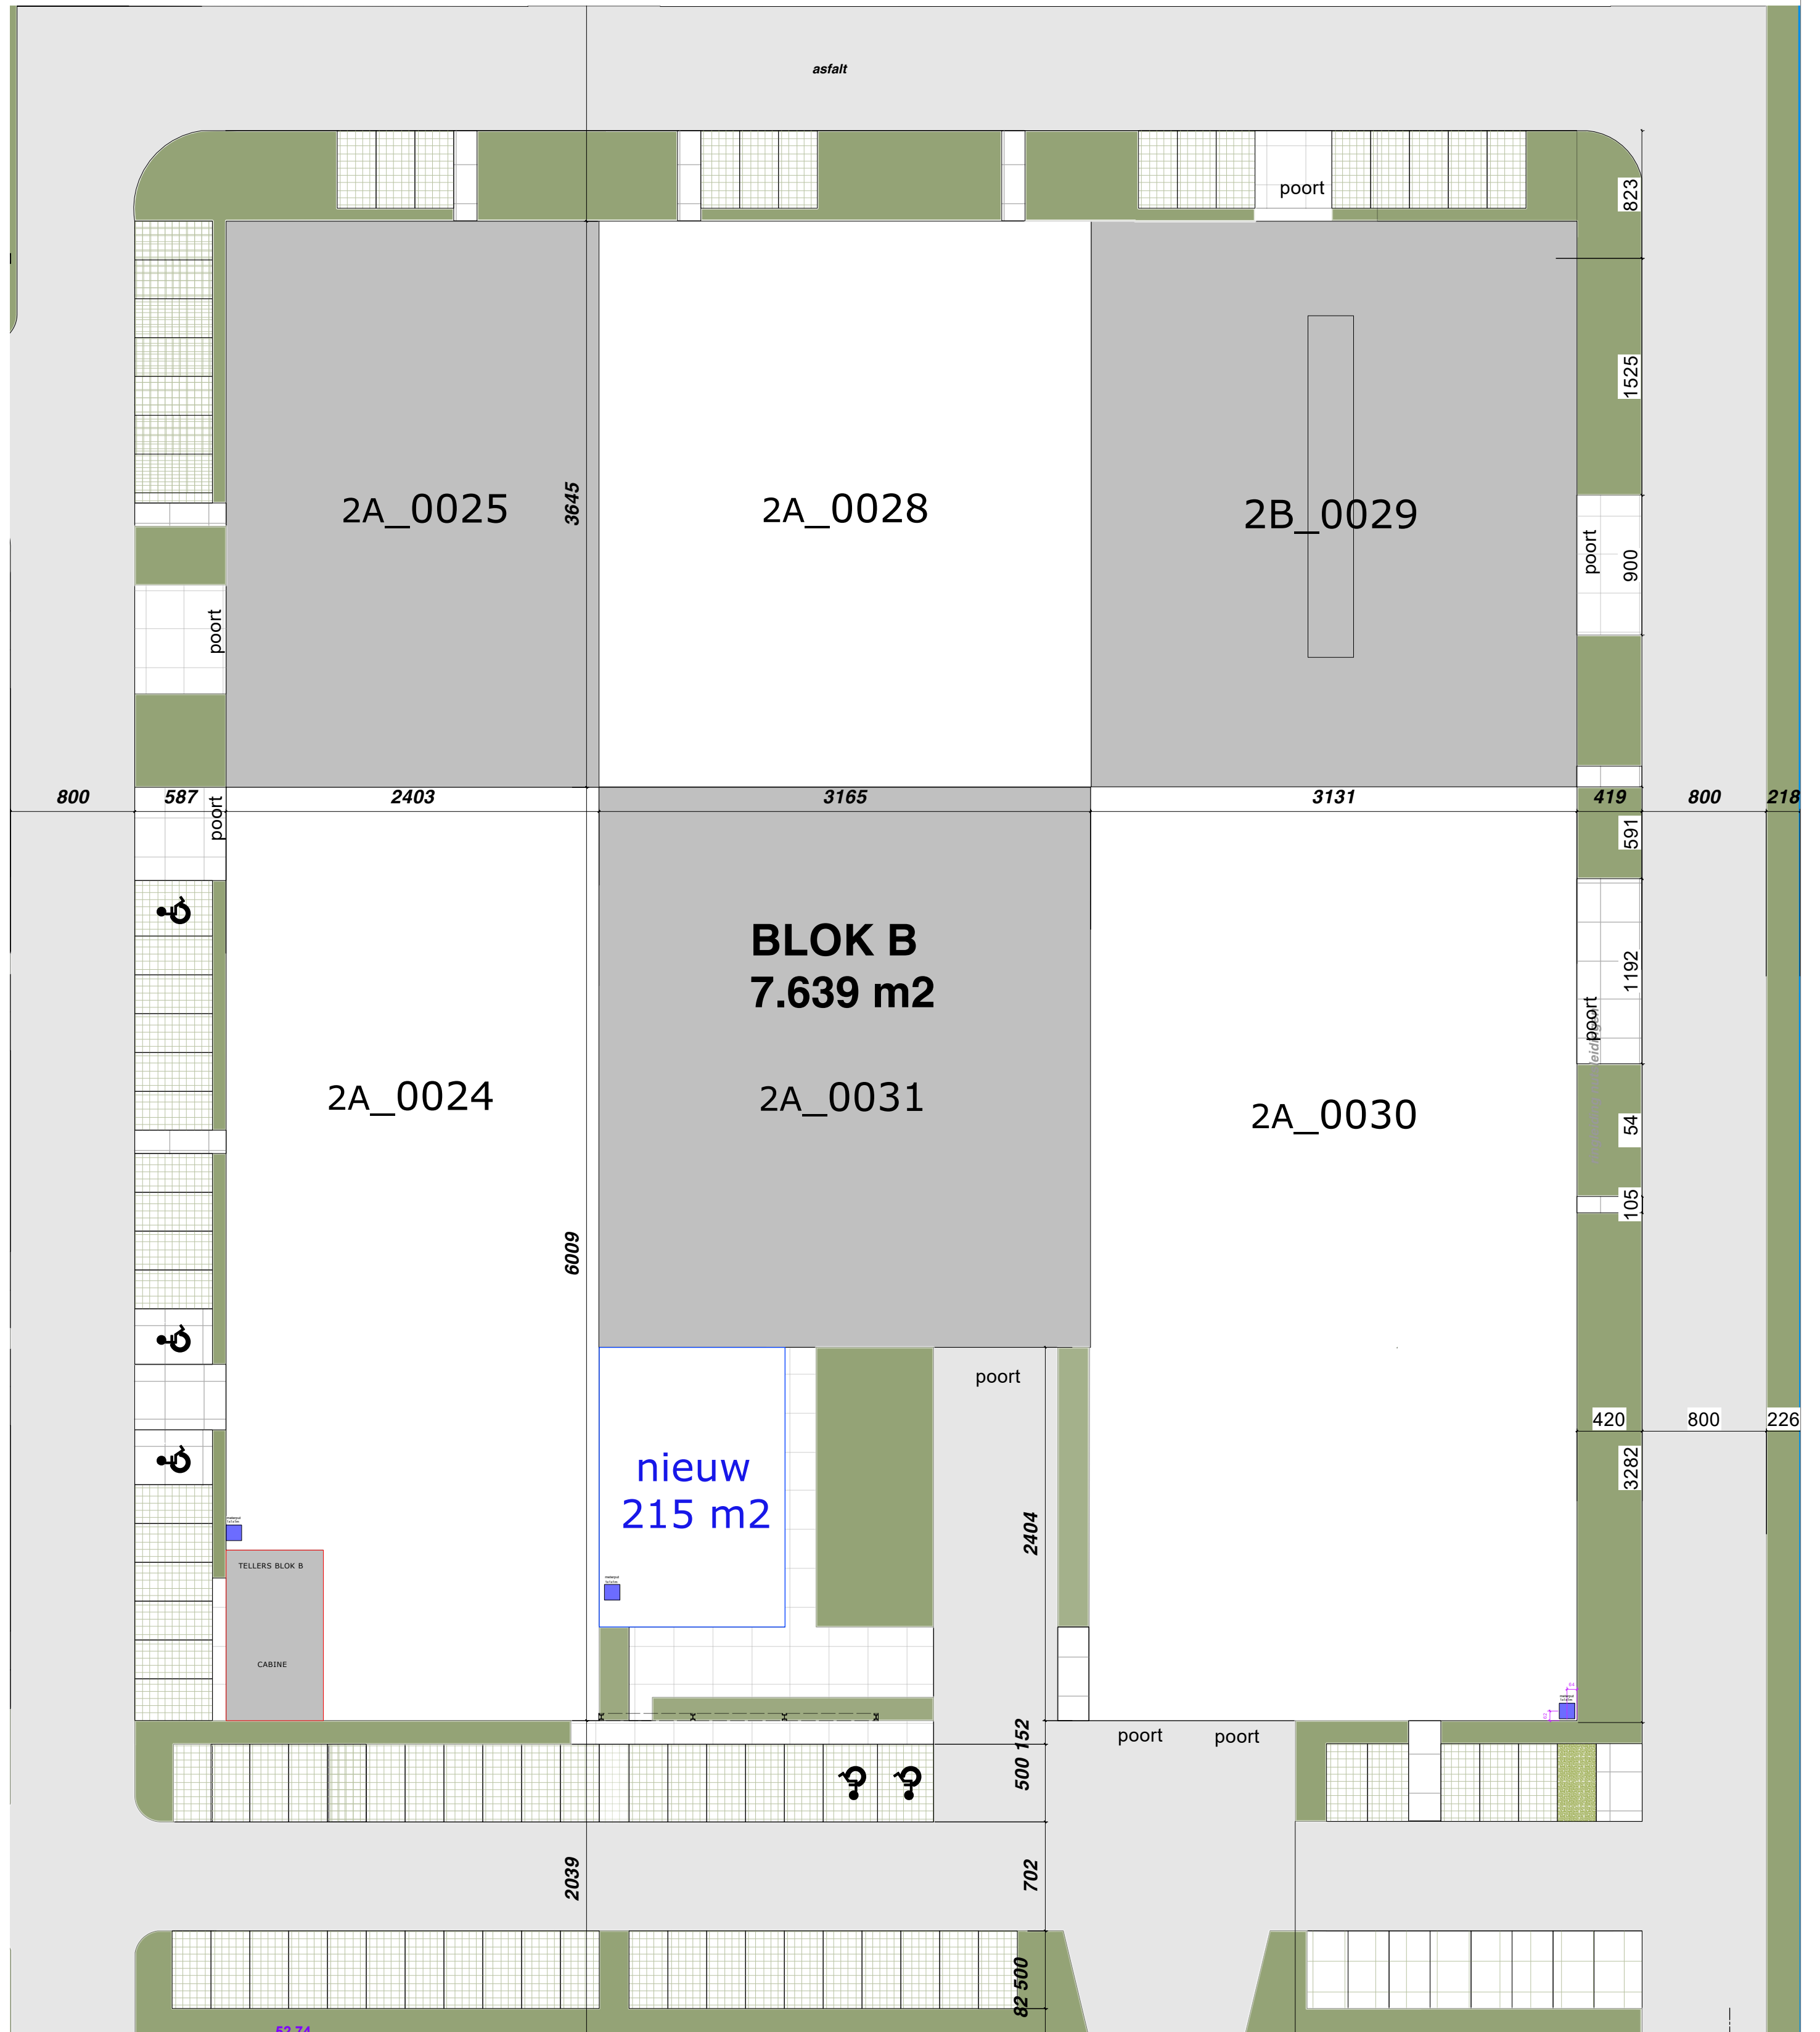 asfalt
poort
823
1525
2A_0025
3645
2A_0028
2B_0029
poort
900
poort
800
587
2403
3165
3131
419
800
218
poort
591
BLOK B
7.639 m2
1192
poort
2A_0024
2A_0031
2A_0030
54
105
6009
poort
420
800
226
nieuw
215 m2
3282
2404
TELLERS BLOK B
CABINE
poort
poort
152
500
2039
702
500
82